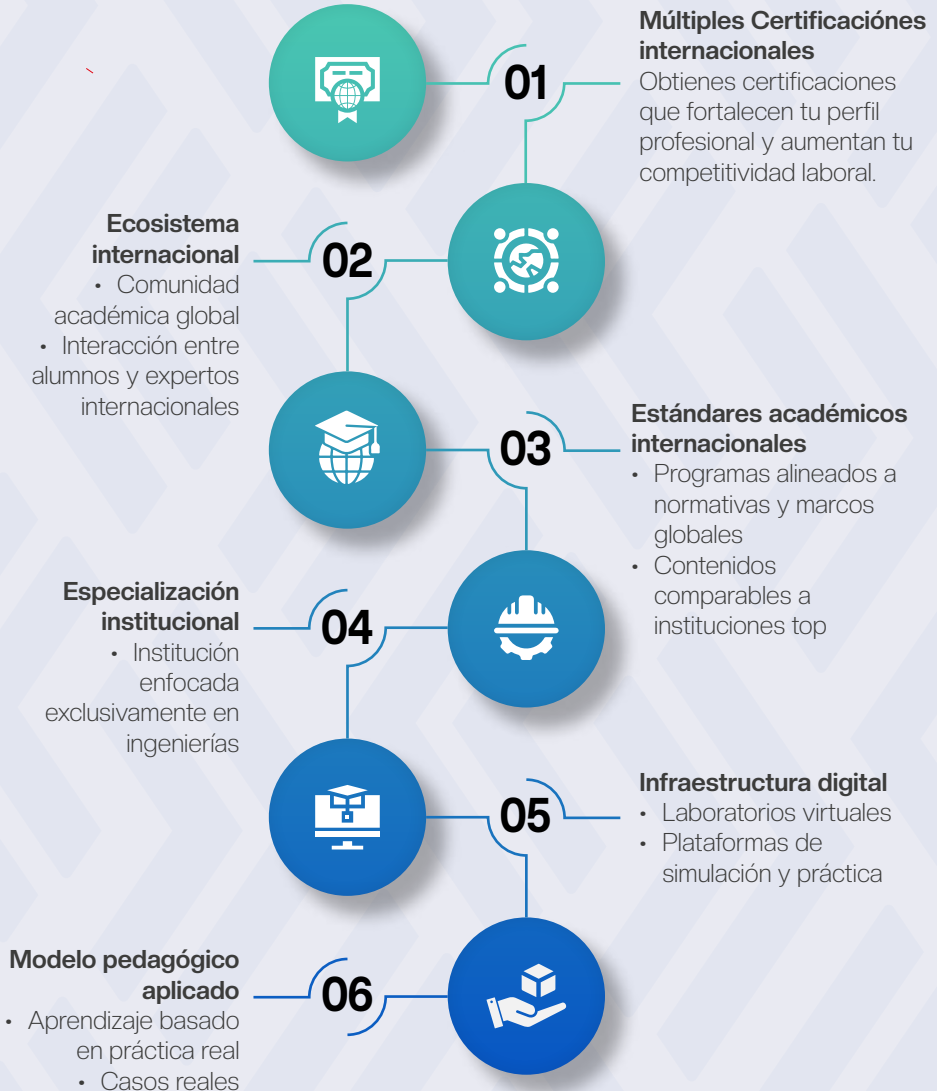 01
Múltiples Certificaciónes
internacionales
Obtienes certificaciones
que fortalecen tu perfil
profesional y aumentan tu
competitividad laboral.
Ecosistema
internacional
• Comunidad
académica global
• Interacción entre
alumnos y expertos
internacionales
02
03
Estándares académicos
internacionales
• Programas alineados a
normativas y marcos
globales
• Contenidos
comparables a
instituciones top
Especialización
institucional
• Institución
enfocada
exclusivamente en
ingenierías
04
05
Infraestructura digital
• Laboratorios virtuales
• Plataformas de
simulación y práctica
Modelo pedagógico
aplicado
• Aprendizaje basado
en práctica real
• Casos reales
06